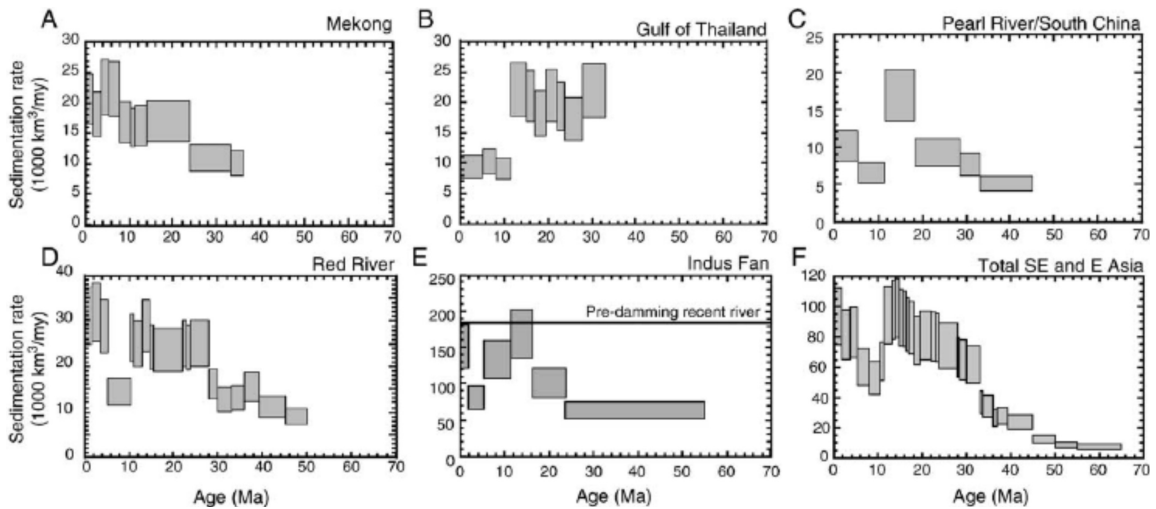 A
Mekong
Sedimentation rate
(1000 km³/my)
30
25
20
15
10
5
0
0 10 20 30 40 50 60 70
B
Gulf of Thailand
30
25
20
15
10
5
0
0 10 20 30 40 50 60 70
C
Pearl River/South China
25
20
15
10
5
0
0 10 20 30 40 50 60 70
D
Red River
Sedimentation rate
(1000 km³/my)
40
30
20
10
0
0 10 20 30 40 50 60 70
Age (Ma)
E
Indus Fan
Pre-damming recent river
250
200
150
100
50
0
0 10 20 30 40 50 60 70
Age (Ma)
F
Total SE and E Asia
120
100
80
60
40
20
0
0 10 20 30 40 50 60 70
Age (Ma)